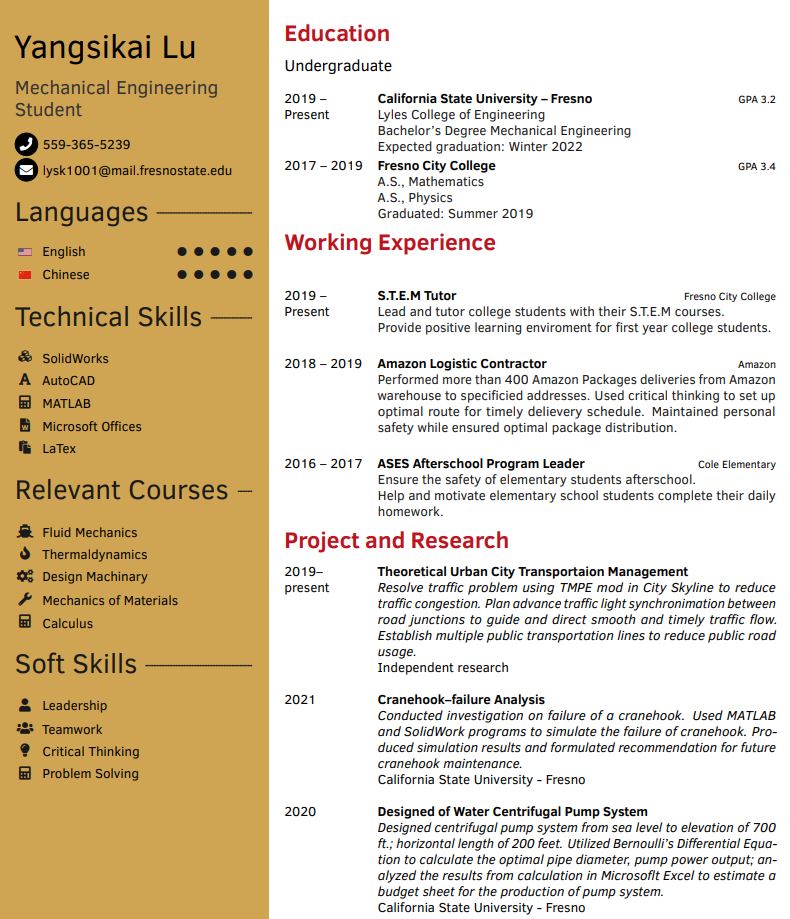 Yangsikai Lu
Mechanical Engineering
Student
559-365-5239
lysk1001@mail.fresnostate.edu
Languages
English
Chinese
Technical Skills
SolidWorks
AutoCAD
MATLAB
Microsoft Offices
LaTex
Relevant Courses
Fluid Mechanics
Thermaldynamics
Design Machinary
Mechanics of Materials
Calculus
Soft Skills
Leadership
Teamwork
Critical Thinking
Problem Solving
Education
Undergraduate
2019 – California State University – Fresno GPA 3.2
Present Lyles College of Engineering
Bachelor's Degree Mechanical Engineering
Expected graduation: Winter 2022
2017 – 2019 Fresno City College GPA 3.4
A.S., Mathematics
A.S., Physics
Graduated: Summer 2019
Working Experience
2019 – S.T.E.M Tutor Fresno City College
Present Lead and tutor college students with their S.T.E.M courses.
Provide positive learning enviroment for first year college students.
2018 – 2019 Amazon Logistic Contractor Amazon
Performed more than 400 Amazon Packages deliveries from Amazon
warehouse to specificied addresses. Used critical thinking to set up
optimal route for timely delievery schedule. Maintained personal
safety while ensured optimal package distribution.
2016 – 2017 ASES Afterschool Program Leader Cole Elementary
Ensure the safety of elementary students afterschool.
Help and motivate elementary school students complete their daily
homework.
Project and Research
2019– Theoretical Urban City Transportaion Management
present Resolve traffic problem using TMPE mod in City Skyline to reduce
traffic congestion. Plan advance traffic light synchronimation between
road junctions to guide and direct smooth and timely traffic flow.
Establish multiple public transportation lines to reduce public road
usage.
Independent research
2021 Cranehook–failure Analysis
Conducted investigation on failure of a cranehook. Used MATLAB
and SolidWork programs to simulate the failure of cranehook. Pro-
duced simulation results and formulated recommendation for future
cranehook maintenance.
California State University - Fresno
2020 Designed of Water Centrifugal Pump System
Designed centrifugal pump system from sea level to elevation of 700
ft.; horizontal length of 200 feet. Utilized Bernoulli's Differential Equa-
tion to calculate the optimal pipe diameter, pump power output; an-
alyzed the results from calculation in Microsoflt Excel to estimate a
budget sheet for the production of pump system.
California State University - Fresno